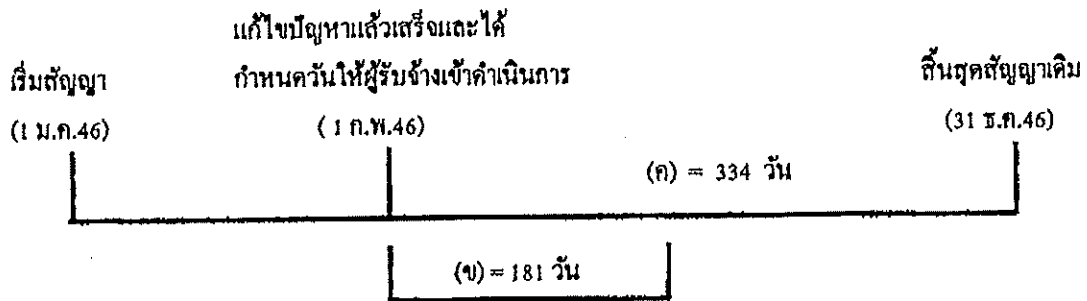 แก้ไขปัญหาแล้วเสร็จและได้
เริ่มสัญญา กำหนดวันให้ผู้รับจ้างเข้าดำเนินการ สิ้นสุดสัญญาเดิม
(1 ม.ค.46) ( 1 ก.พ.46) (31 ธ.ค.46)
(ค) = 334 วัน
(ข) = 181 วัน